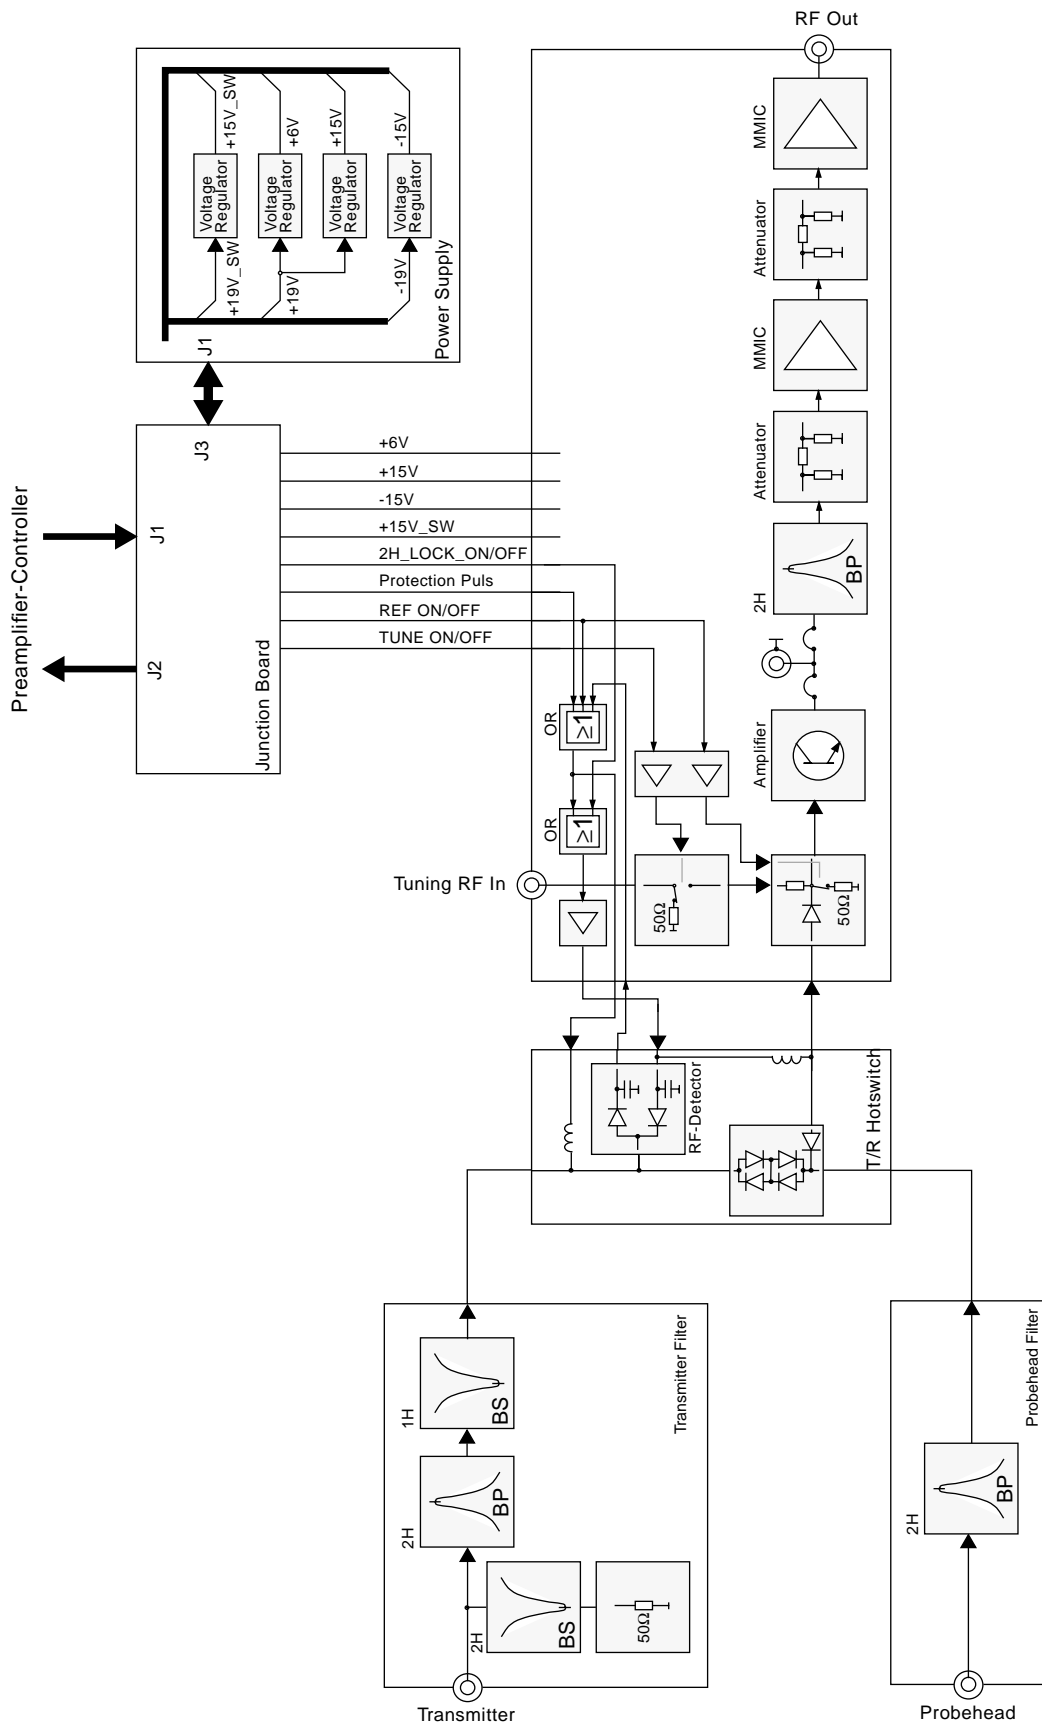 RF Out
+15V_SW
+6V
+15V
-15V
Voltage
Regulator
Voltage
Regulator
Voltage
Regulator
Voltage
Regulator
+19V_SW
+19V
-19V
Power Supply
J1
J3
Preamplifier-Controller
J1
J2
Junction Board
+6V
+15V
-15V
+15V_SW
2H_LOCK_ON/OFF
Protection Puls
REF ON/OFF
TUNE ON/OFF
MMIC
Attenuator
MMIC
Attenuator
2H
BP
Amplifier
OR
≥1
OR
≥1
Tuning RF In
50Ω
50Ω
RF-Detector
T/R Hotswitch
1H
BS
2H
BP
2H
BS
50Ω
Transmitter Filter
Transmitter
2H
BP
Probehead Filter
Probehead